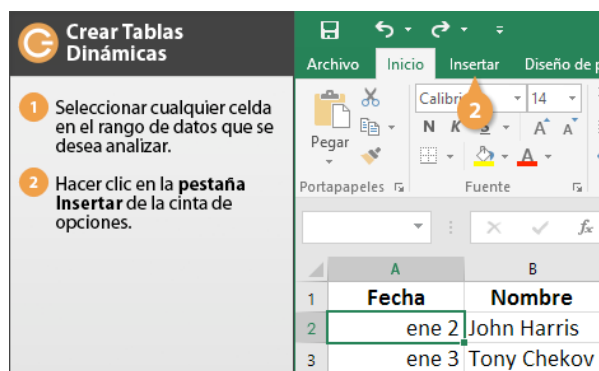 Crear Tablas
Dinámicas
1 Seleccionar cualquier celda
en el rango de datos que se
desea analizar.
2 Hacer clic en la pestaña
Insertar de la cinta de
opciones.
Archivo Inicio Insertar Diseño de
2
Pegar
Calibri 14
N K S A A A
Portapapeles Fuente
fx
A B
1 Fecha Nombre
2 ene 2 John Harris
3 ene 3 Tony Chekov